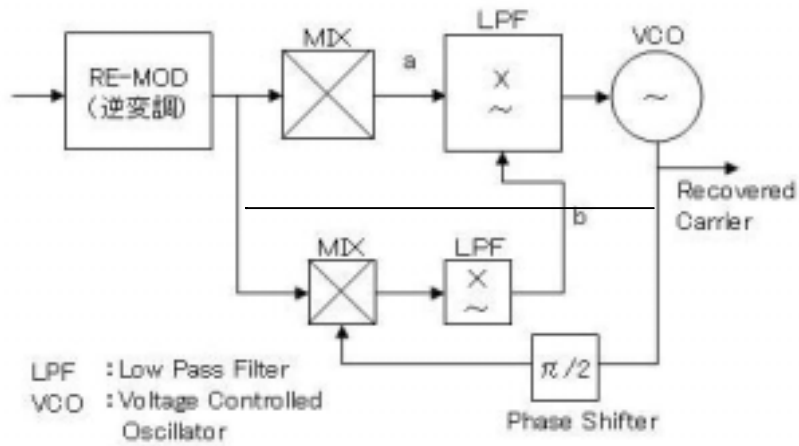 LPF
VCO
MIX
a
RE-MOD
(逆変調)
X
~
~
Recovered
Carrier
b
MIX
LPF
X
~
π/2
Phase Shifter
LPF : Low Pass Filter
VCO : Voltage Controlled
Oscillator